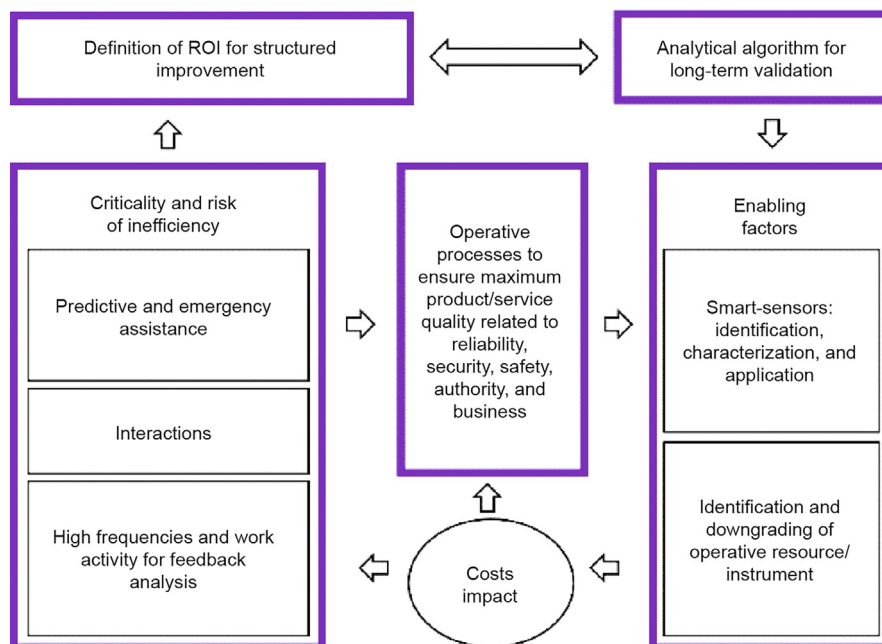 Definition of ROI for structured
improvement
Analytical algorithm for
long-term validation
Criticality and risk
of inefficiency
Predictive and emergency
assistance
Interactions
High frequencies and work
activity for feedback
analysis
Operative
processes to
ensure maximum
product/service
quality related to
reliability,
security, safety,
authority, and
business
Costs
impact
Enabling
factors
Smart-sensors:
identification,
characterization, and
application
Identification and
downgrading of
operative resource/
instrument